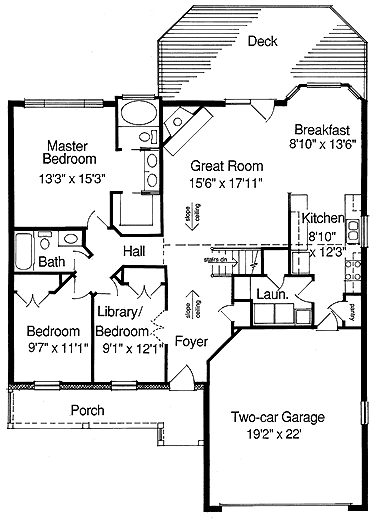 Deck
Breakfast
8'10" x 13'6"
Master
Bedroom
13'3" x 15'3"
Great Room
15'6" x 17'11"
slope
ceiling
Kitchen
8'10"
x 12'3"
Hall
stairs dn
Bath
Laun.
pantry
Bedroom
9'7" x 11'1"
Library/
Bedroom
9'1" x 12'1"
slope
ceiling
Foyer
Porch
Two-car Garage
19'2" x 22'